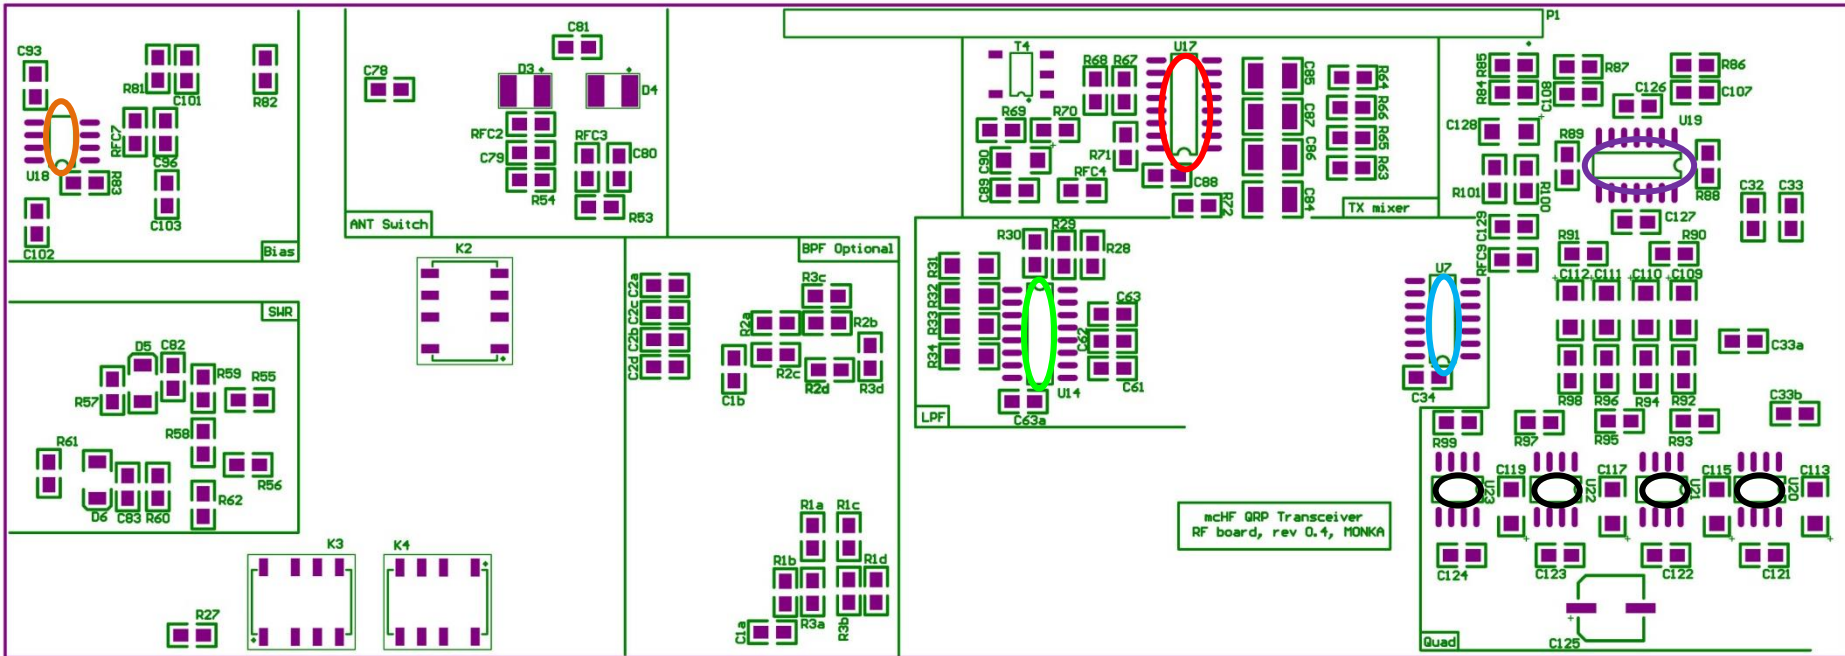 P1
C93
R81
C101
R82
RFC7
C96
U18
R83
C103
C102
Bias
C78
C81
D3
D4
RFC2
RFC3
C79
C80
R54
R53
ANT Switch
T4
R68
R67
U17
R69
R70
R71
C90
C89
RFC4
C88
R72
C85
C87
C86
C84
R64
R66
R65
R63
TX mixer
R85
R84
C108
R87
R86
C126
C107
U19
C128
R89
R101
R100
R88
C32
C33
C129
C127
RFC9
R91
R90
C112
C111
C110
C109
C33a
R98
R96
R94
R92
C33b
SWR
D5
C82
R59
R55
R57
R58
R61
R56
R62
D6
C83
R60
K2
BPF Optional
C2a
C2c
C2b
C2d
R3c
R2a
R2b
R2c
R2d
R3d
C1b
R30
R29
R28
R31
R32
R33
R34
C63
C62
C61
U14
C63a
LPF
U7
C34
R99
R97
R95
R93
U23
C119
U22
C117
U21
C115
U20
C113
C124
C123
C122
C121
C125
Quad
mcHF QRP Transceiver
RF board, rev 0.4, MONKA
K3
K4
R27
R1a
R1c
R1b
R1d
R3a
R3b
C1a